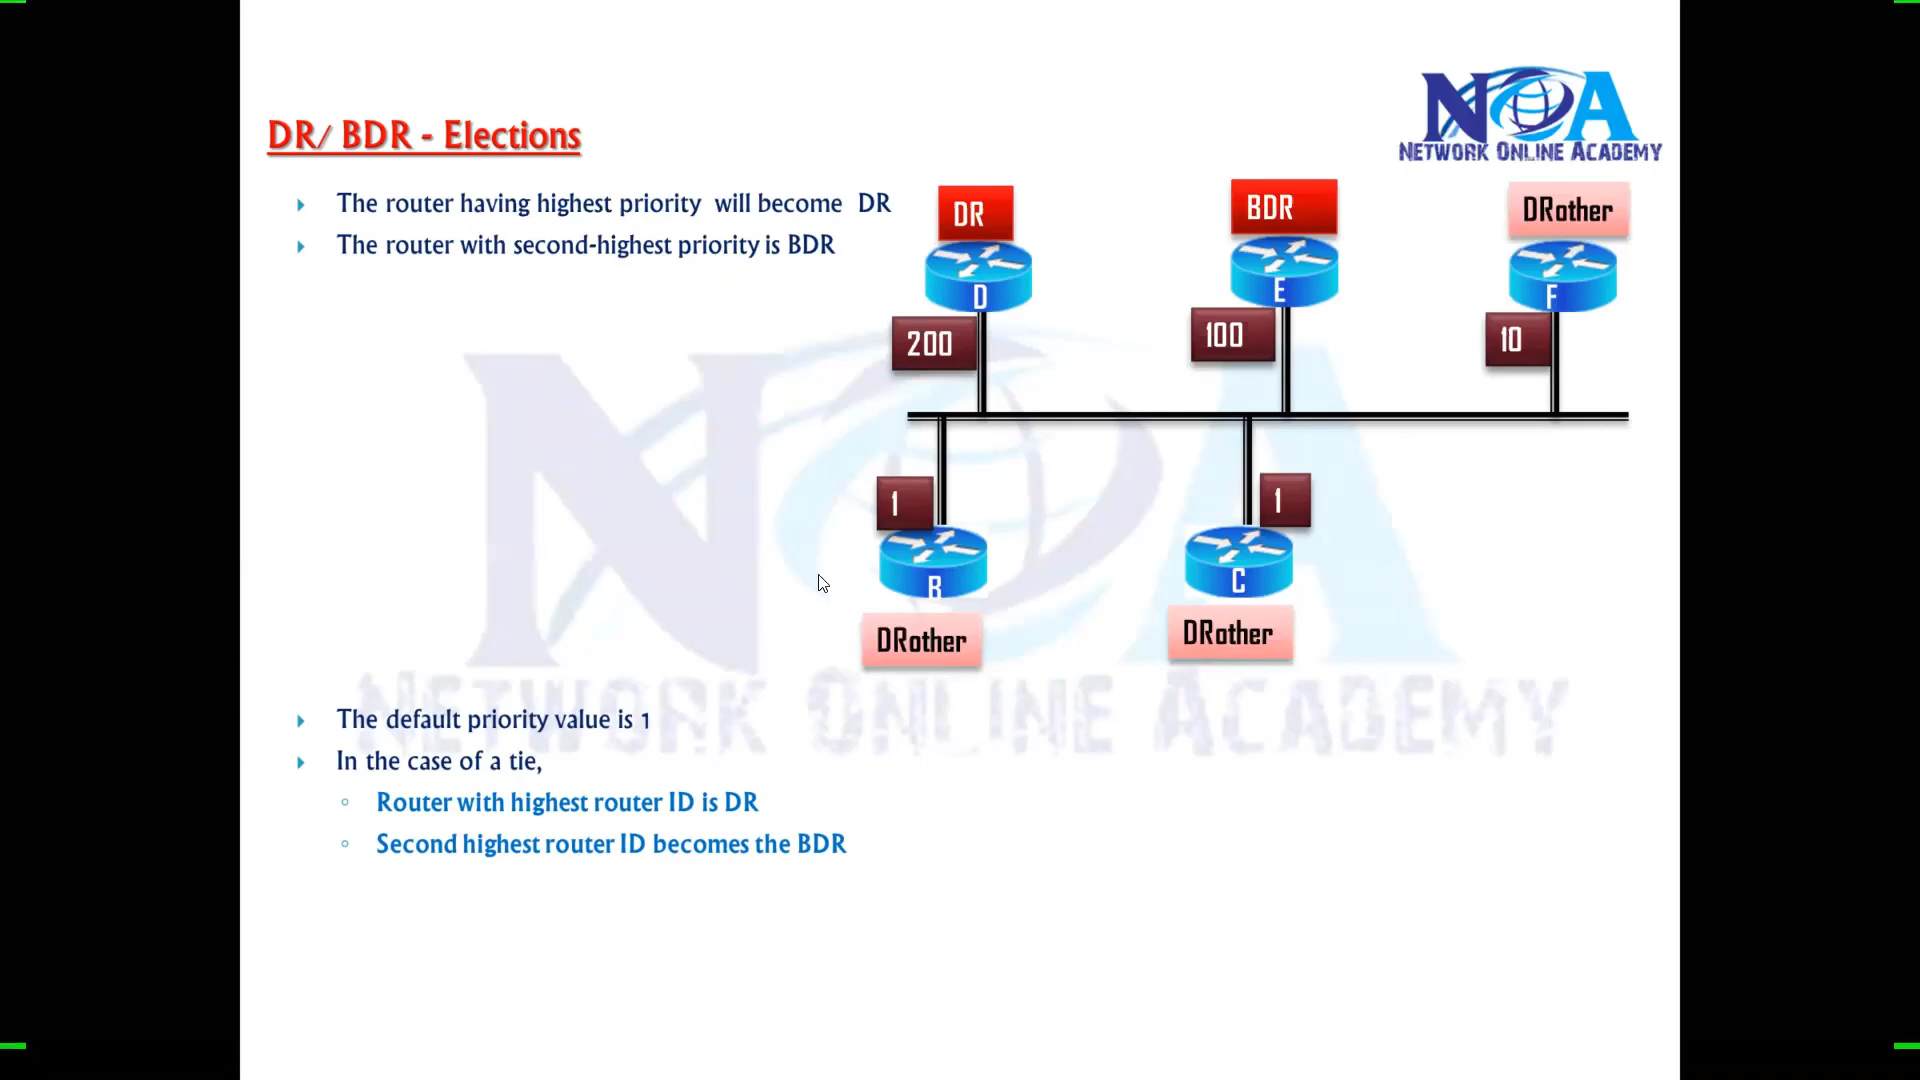 NOA
NETWORK ONLINE ACADEMY
DR/ BDR - Elections
The router having highest priority will become DR
The router with second-highest priority is BDR
DR
BDR
DRother
D
E
F
200
100
10
1
1
B
C
DRother
DRother
NOA
NETWORK ONLINE ACADEMY
The default priority value is 1
In the case of a tie,
Router with highest router ID is DR
Second highest router ID becomes the BDR